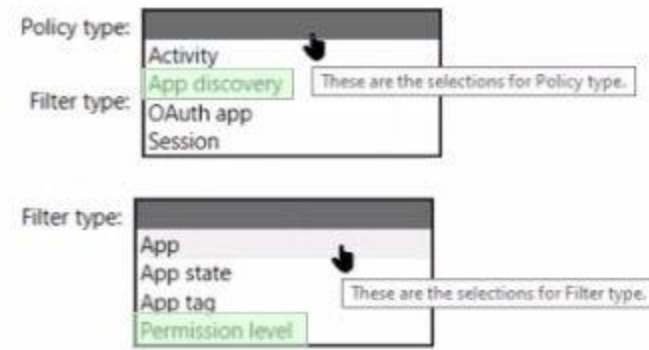 Policy type:
Activity
App discovery
These are the selections for Policy type.
Filter type:
OAuth app
Session
Filter type:
App
App state
These are the selections for Filter type.
App tag
Permission level